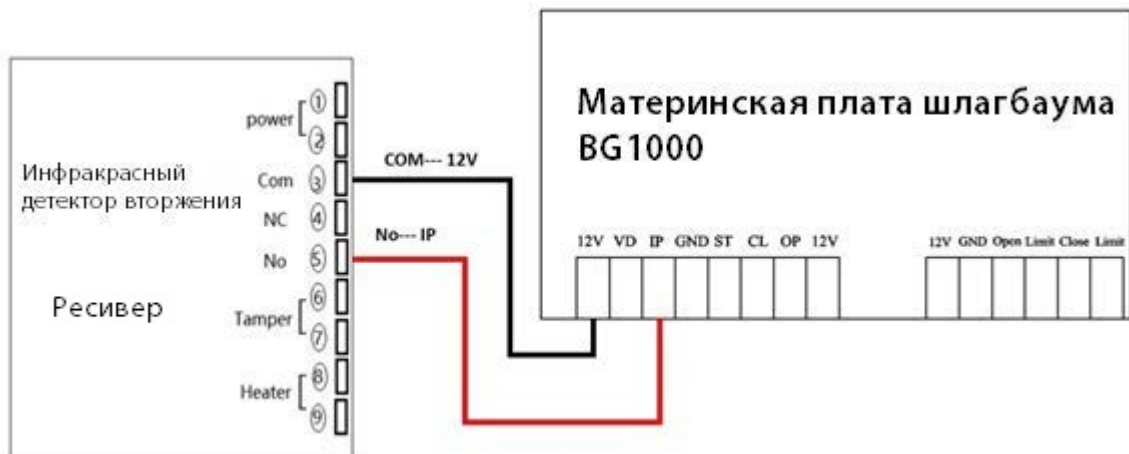 Инфракрасный
детектор вторжения
Ресивер
power
①
②
Com ③
NC ④
No ⑤
Tamper
⑥
⑦
Heater
⑧
⑨
COM--- 12V
No--- IP
Материнская плата шлагбаума
BG1000
12V VD IP GND ST CL OP 12V
12V GND Open Limit Close Limit